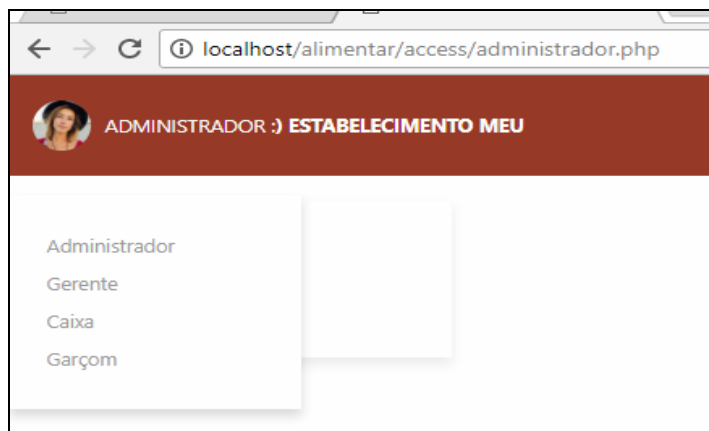 localhost/alimentar/access/administrador.php
ADMINISTRADOR :) ESTABELECIMENTO MEU
Administrador
Gerente
Caixa
Garçom